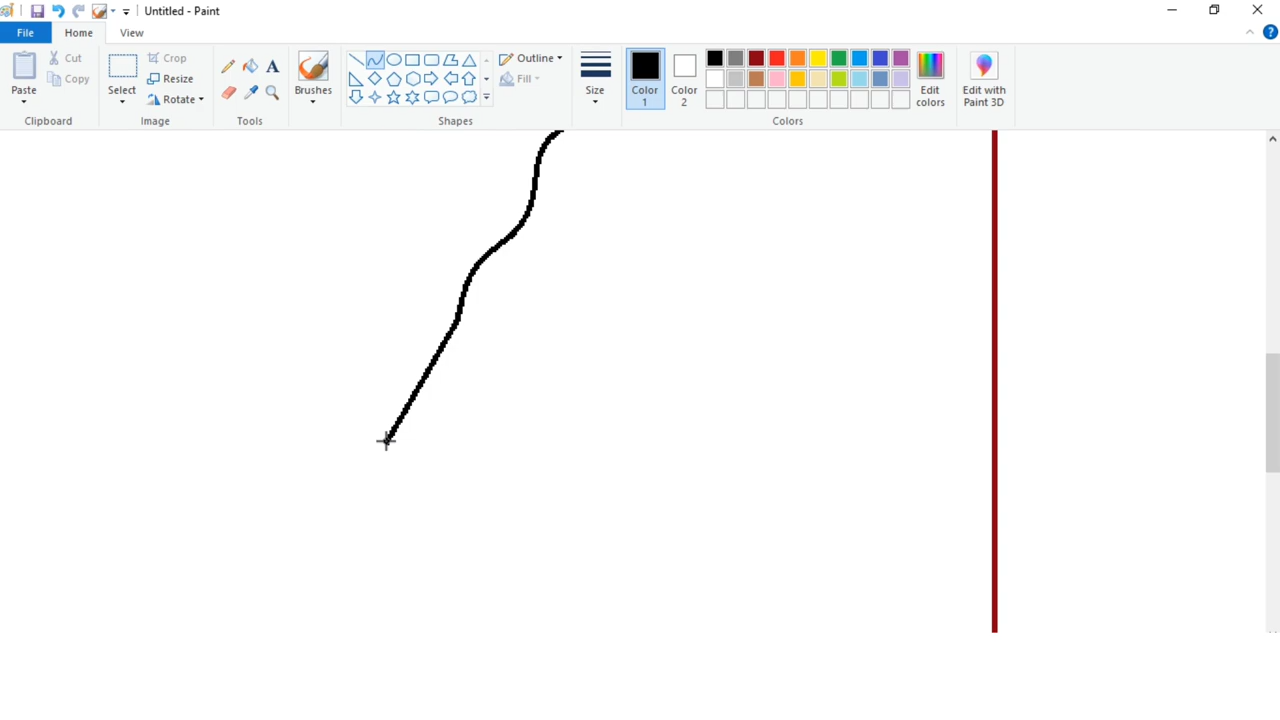 Untitled - Paint
File Home View
Paste
Cut
Copy
Clipboard
Select
Crop
Resize
Rotate
Image
A
Tools
Brushes
Shapes
Outline
Fill
Size
Color 1
Color 2
Edit colors
Colors
Edit with Paint 3D
?